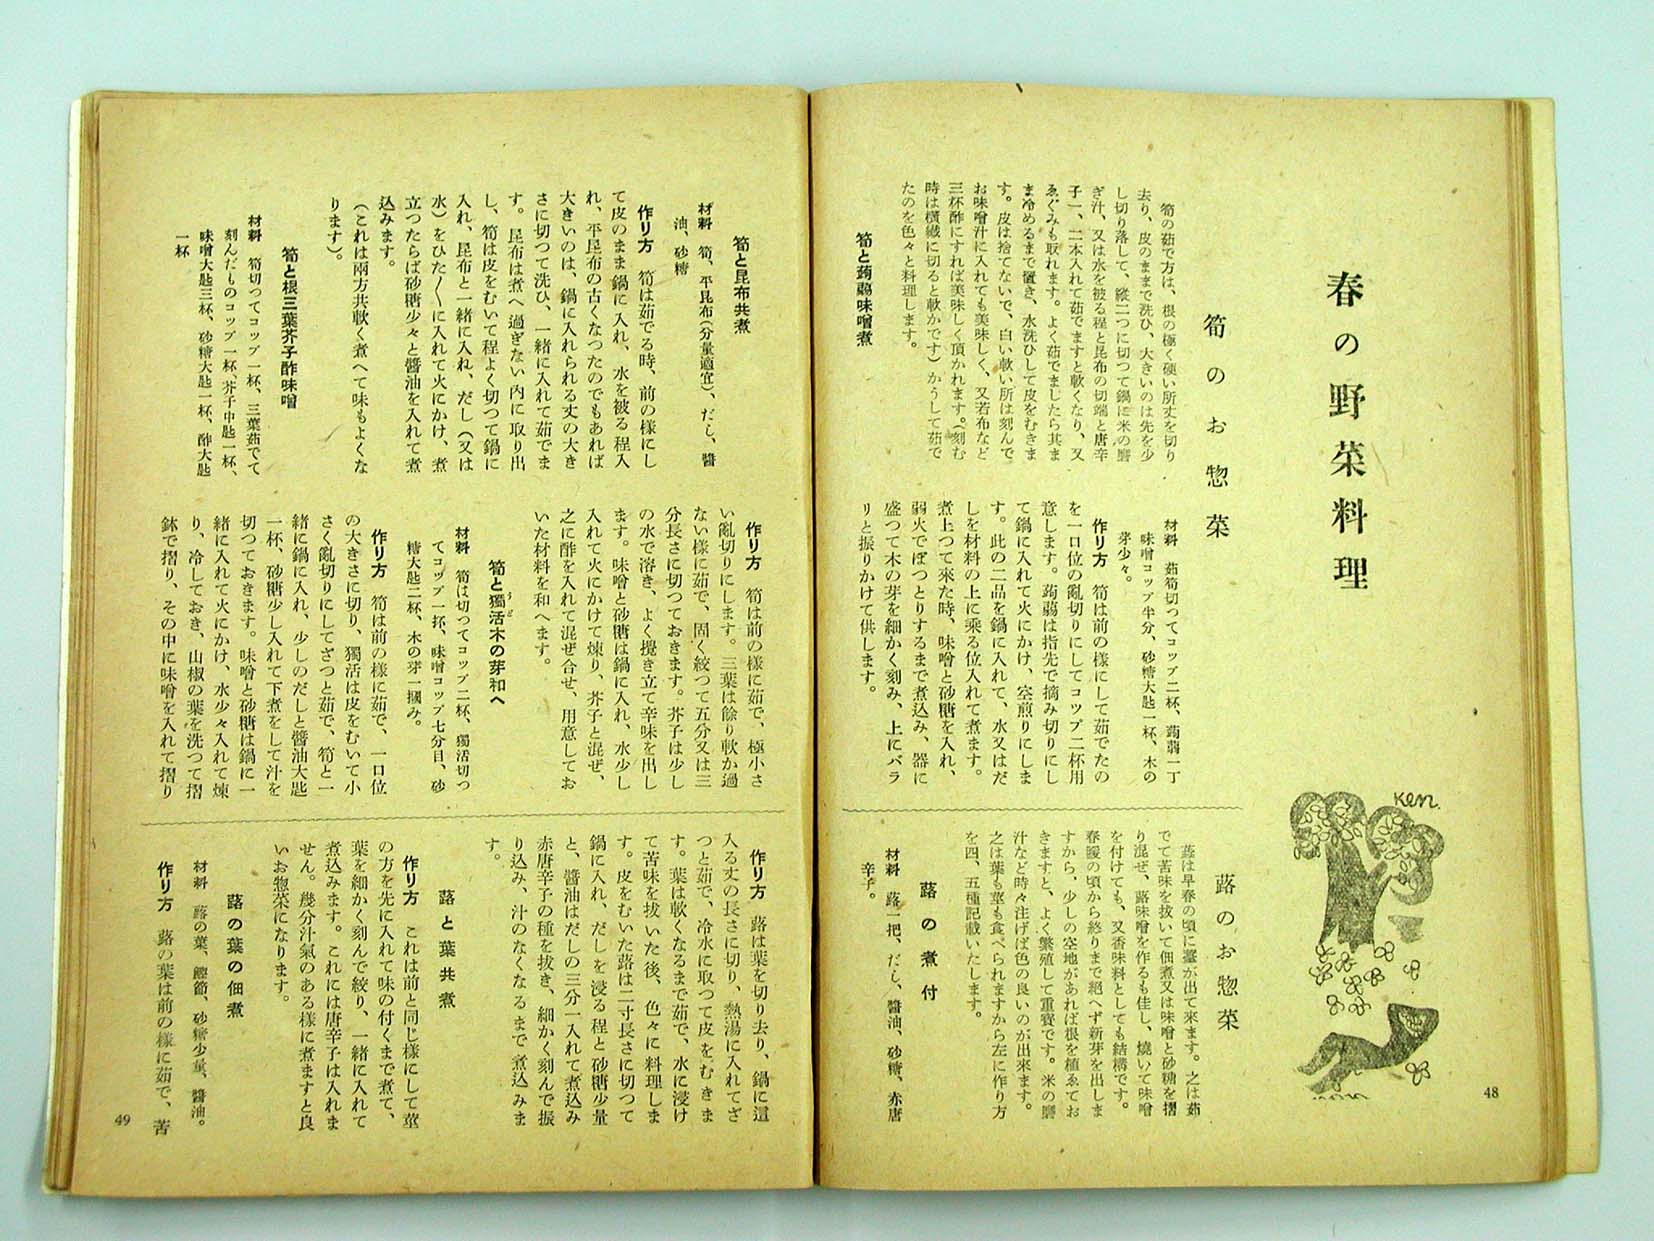 春の野菜料理
筍のお惣菜
筍の茹で方は、根の極く硬い所丈を切り
去り、皮のままで洗ひ、大きいのは先を少
し切り落して、縱二つに切つて鍋に米の磨
ぎ汁、又は水を被る程と昆布の切端と唐辛
子一、二本入れて茹でますと軟くなり、又
ゑぐみも取れます。よく茹でましたら其ま
ま冷めるまで置き、水洗ひして皮をむきま
す。皮は捨てないで、白い軟い所は刻んで
お味噌汁に入れても美味しく、又若布など
三杯酢にすれば美味しく頂かれます。(刻む
時は横纎に切ると軟かです)かうして茹で
たのを色々と料理します。
筍と蒟蒻味噌煮
材料 茹筍切つてコップ二杯、蒟蒻一丁
味噌コップ半分、砂糖大匙一杯、木の
芽少々。
作リ方 筍は前の樣にして茹でたの
を一口位の亂切りにしてコップ二杯用
意します。蒟蒻は指先で摘み切りにし
て鍋に入れて火にかけ、空煎りにしま
す。此の二品を鍋に入れて、水又はだ
しを材料の上に乘る位入れて煮ます。
煮上つて來た時、味噌と砂糖を入れ、
弱火でぽつとりするまで煮込み、器に
盛つて木の芽を細かく刻み、上にバラ
リと振りかけて供します。
蕗のお惣菜
蕗は早春の頃に薹が出て來ます。之は茹
でて苦味を拔いて佃煮又は味噌と砂糖を摺
り混ぜ、蕗味噌を作るも佳し、燒いて味噌
を付けても、又香味料としても結構です。
春暖の頃から終りまで絕へず新芽を出しま
すから、少しの空地があれば根を植ゑてお
きますと、よく繁殖して重寶です。米の磨
汁など時々注げば色の良いのが出來ます。
之は葉も莖も食べられますから左に作り方
を四、五種記載いたします。
蕗の煮付
材料 蕗一把、だし、醬油、砂糖、赤唐
辛子。
Ken.
48
筍と昆布共煮
材料 筍、平昆布(分量適宜)、だし、醬
油、砂糖
作リ方 筍は茹でる時、前の樣にし
て皮のまま鍋に入れ、水を被る程入
れ、平昆布の古くなつたのでもあれば
大きいのは、鍋に入れられる丈の大き
さに切つて洗ひ、一緖に入れて茹でま
す。昆布は煮へ過ぎない内に取り出
し、筍は皮をむいて程よく切つて鍋に
入れ、昆布と一緖に入れ、だし(又は
水)をひた〱に入れて火にかけ、煮
立つたらば砂糖少々と醬油を入れて煮
込みます。
(これは兩方共軟く煮へて味もよくな
ります)。
筍と根三葉芥子酢味噌
材料 筍切つてコップ一杯、三葉茹でて
刻んだものコップ一杯、芥子中匙一杯、
味噌大匙三杯、砂糖大匙一杯、酢大匙
一杯
作リ方 筍は前の樣に茹で、極小さ
い亂切りにします。三葉は餘り軟か過
ない樣に茹で、固く絞つて五分又は三
分長さに切つておきます。芥子は少し
の水で溶き、よく攪き立て辛味を出し
ます。味噌と砂糖は鍋に入れ、水少し
入れて火にかけて煉り、芥子と混ぜ、
之に酢を入れて混ぜ合せ、用意してお
いた材料を和へます。
筍と獨活木の芽和へ
うど
材料 筍は切つてコップ二杯、獨活切つ
て、コップ一杯、味噌コップ七分目、砂
糖大匙二杯、木の芽一摑み。
作リ方 筍は前の樣に茹で、一口位
の大きさに切り、獨活は皮をむいて小
さく亂切りにしてざつと茹で、筍と一
緖に鍋に入れ、少しのだしと醬油大匙
一杯、砂糖少し入れて下煮をして汁を
切つておきます。味噌と砂糖は鍋に一
緖に入れて火にかけ、水少々入れて煉
り、冷しておき、山椒の葉を洗つて摺
鉢で摺り、その中に味噌を入れて摺り
作リ方 蕗は葉を切り去り、鍋に這
入る丈の長さに切り、熱湯に入れてざ
つと茹で、冷水に取つて皮をむきま
す。葉は軟くなるまで茹で、水に浸け
て苦味を拔いた後、色々に料理しま
す。皮をむいた蕗は二寸長さに切つて
鍋に入れ、だしを浸る程と砂糖少量
と、醬油はだしの三分一入れて煮込み
赤唐辛子の種を拔き、細かく刻んで振
り込み、汁のなくなるまで煮込みま
す。
蕗と葉共煮
作リ方 これは前と同じ樣にして莖
の方を先に入れて味の付くまで煮て、
葉を細かく刻んで絞り、一緖に入れて
煮込みます。これには唐辛子は入れま
せん。幾分汁氣のある樣に煮ますと良
いお惣菜になります。
蕗の葉の佃煮
材料 蕗の葉、鰹節、砂糖少量、醬油。
作リ方 蕗の葉は前の樣に茹で、苦
49